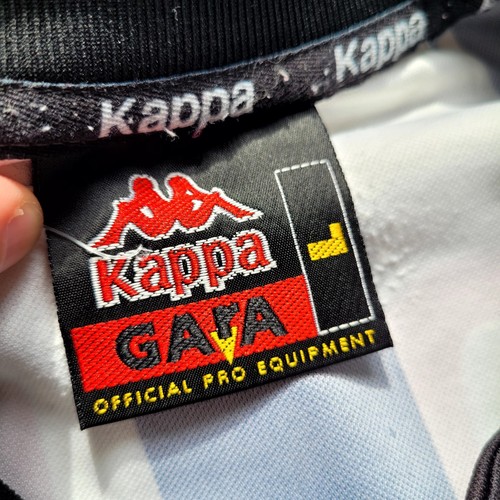 Kappa Kappa
Kappa
L
GArA
OFFICIAL PRO EQUIPMENT